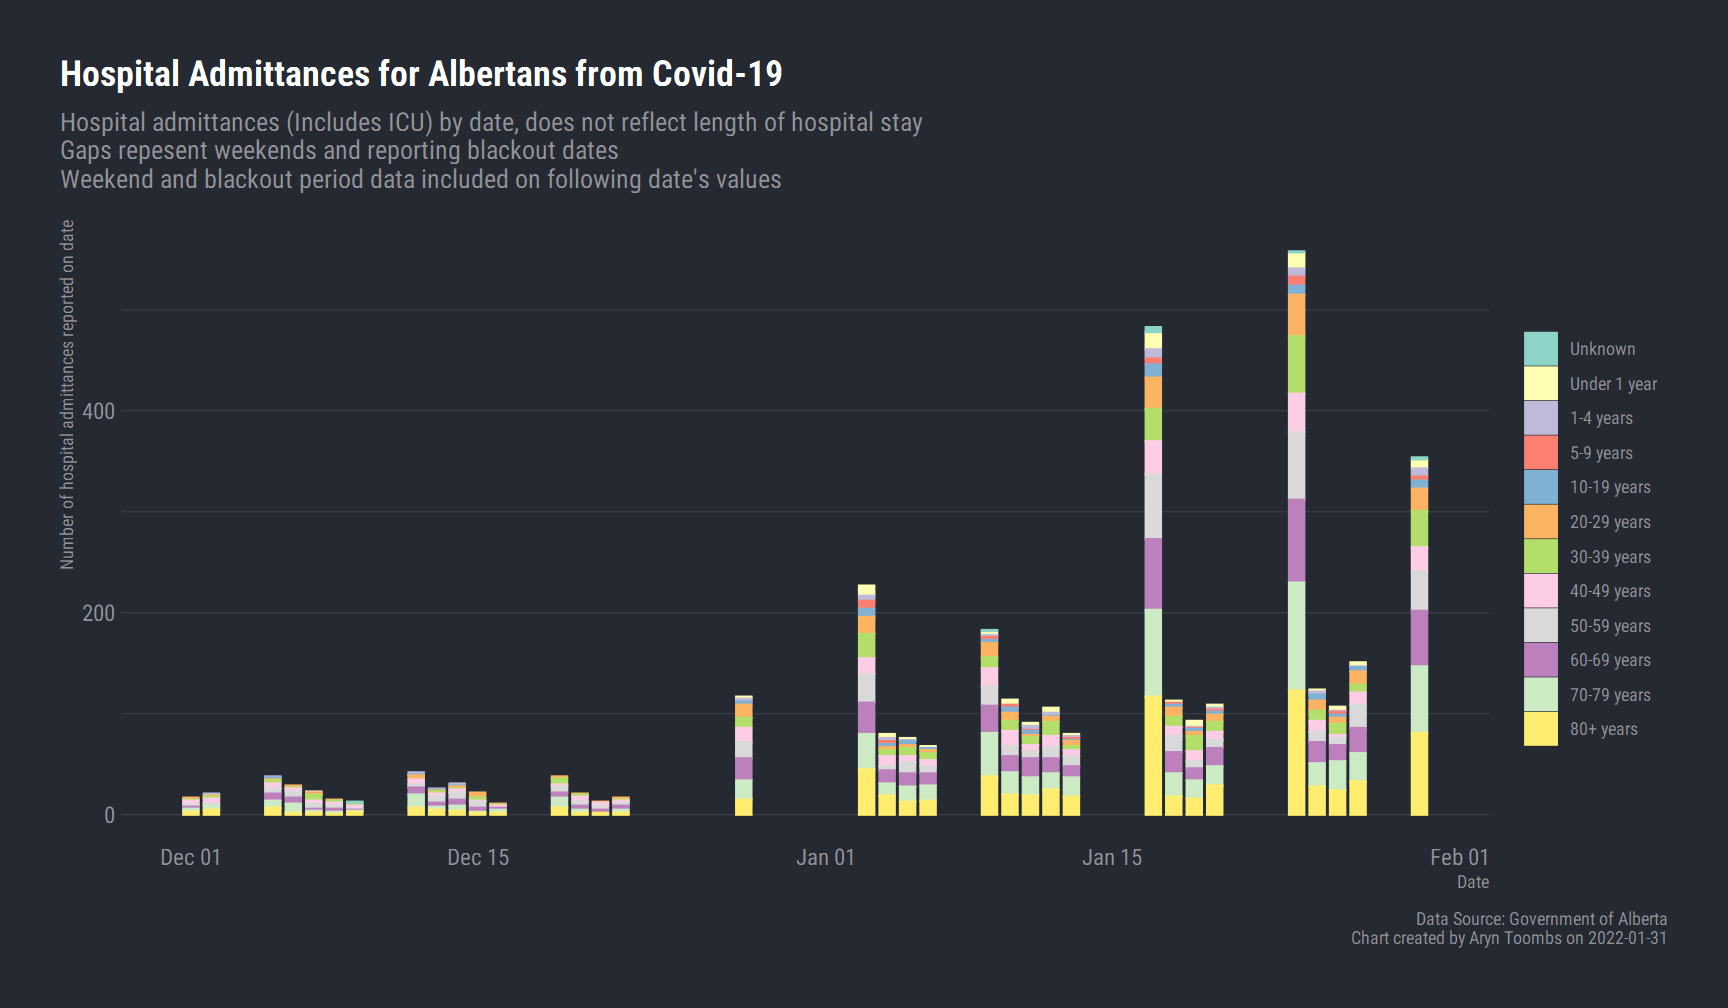 Hospital Admittances for Albertans from Covid-19
Hospital admittances (Includes ICU) by date, does not reflect length of hospital stay
Gaps repesent weekends and reporting blackout dates
Weekend and blackout period data included on following date's values
Number of hospital admittances reported on date
400
200
0
Dec 01
Dec 15
Jan 01
Jan 15
Feb 01
Date
Unknown
Under 1 year
1-4 years
5-9 years
10-19 years
20-29 years
30-39 years
40-49 years
50-59 years
60-69 years
70-79 years
80+ years
Data Source: Government of Alberta
Chart created by Aryn Toombs on 2022-01-31